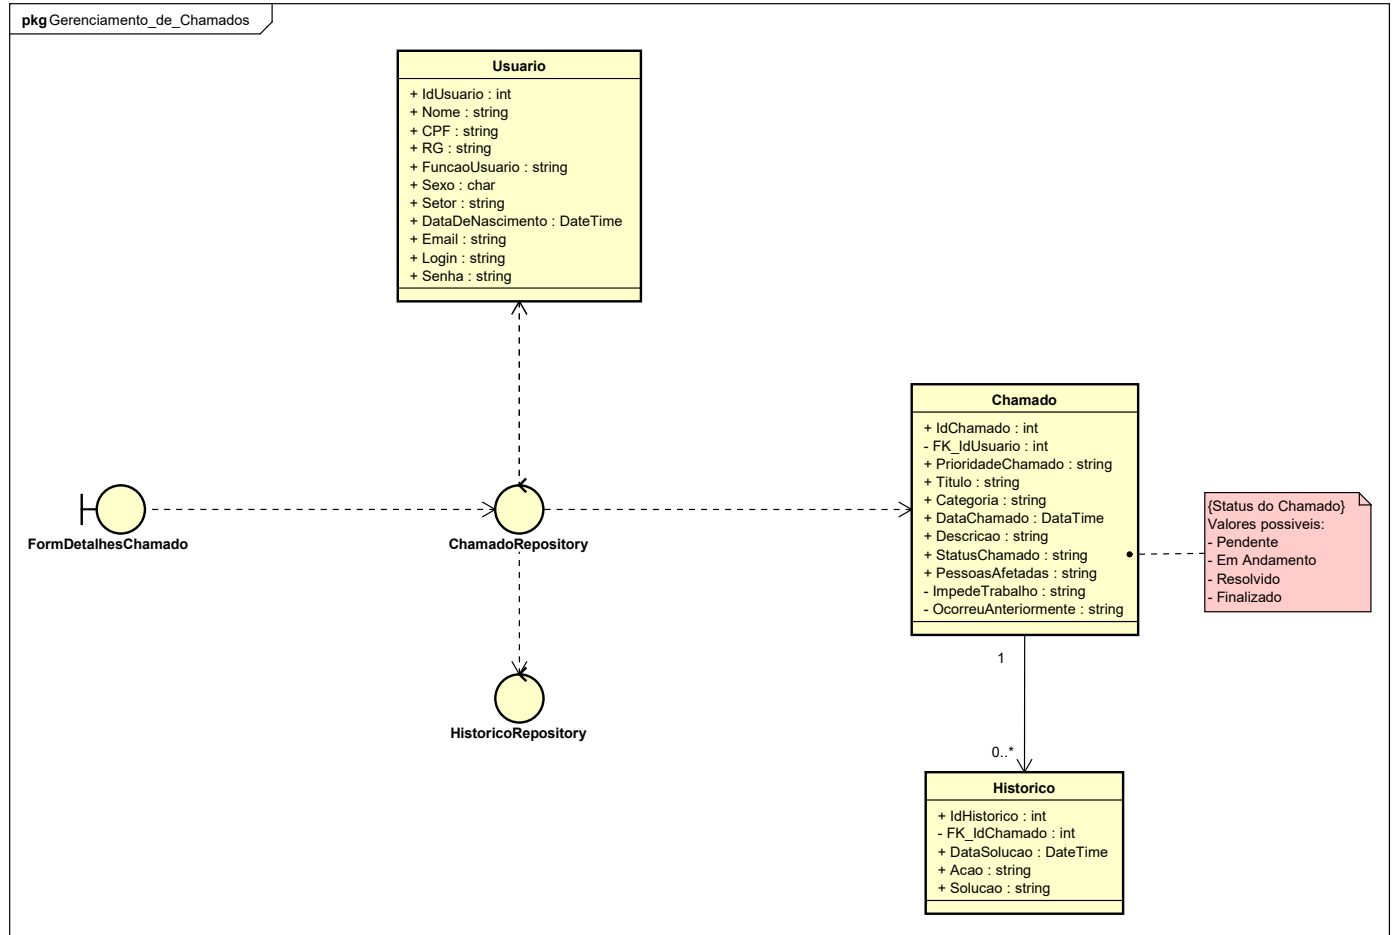 pkg Gerenciamento_de_Chamados
Usuario
+ IdUsuario : int
+ Nome : string
+ CPF : string
+ RG : string
+ FuncaoUsuario : string
+ Sexo : char
+ Setor : string
+ DataDeNascimento : DateTime
+ Email : string
+ Login : string
+ Senha : string
FormDetalhesChamado
ChamadoRepository
HistoricoRepository
Chamado
+ IdChamado : int
- FK_IdUsuario : int
+ PrioridadeChamado : string
+ Titulo : string
+ Categoria : string
+ DataChamado : DataTime
+ Descricao : string
+ StatusChamado : string
+ PessoasAfetadas : string
- ImpedeTrabalho : string
- OcorreuAnteriormente : string
{Status do Chamado}
Valores possiveis:
- Pendente
- Em Andamento
- Resolvido
- Finalizado
1
0..*
Historico
+ IdHistorico : int
- FK_IdChamado : int
+ DataSolucao : DateTime
+ Acao : string
+ Solucao : string